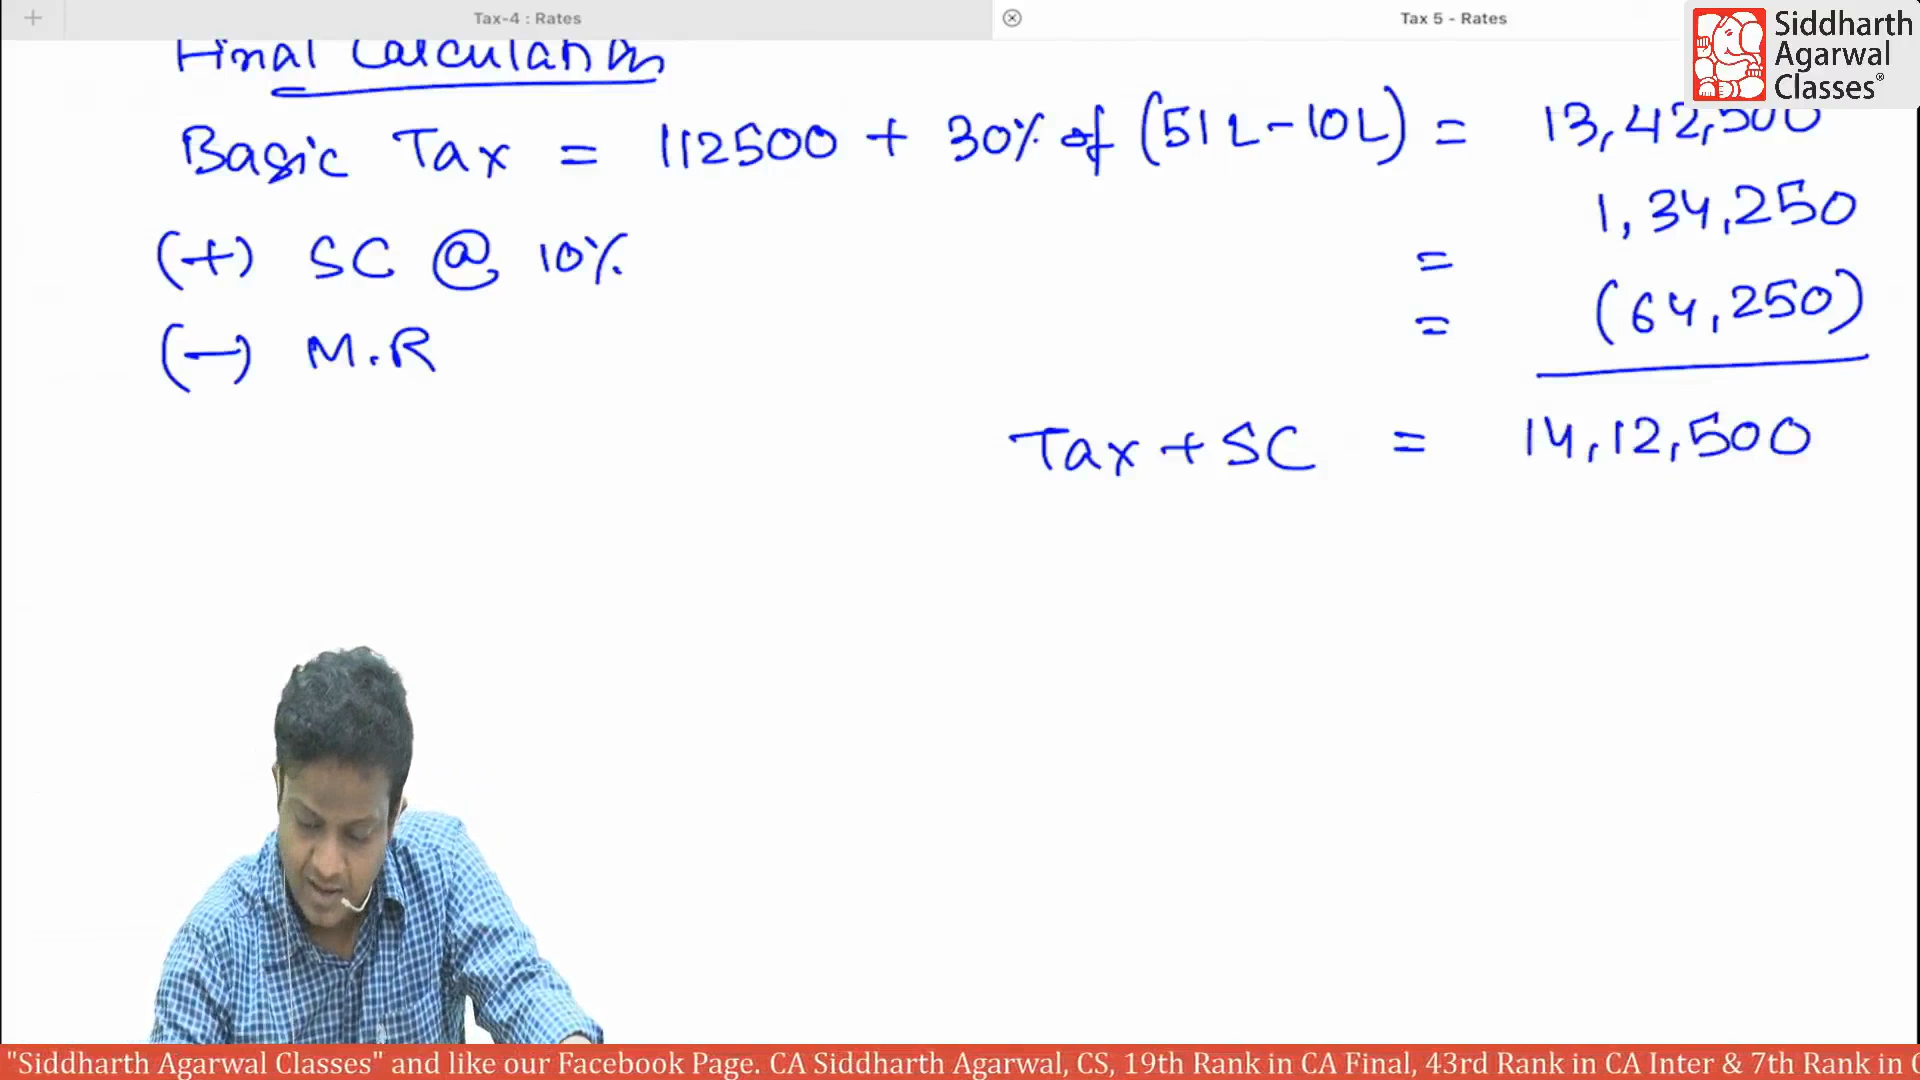 Tax-4 : Rates
Tax 5 - Rates
Siddharth
Agarwal
Classes®
Final Calculation
Basic Tax = 112500 + 30% of (51L-10L) = 13,42,500
(+) SC @ 10% = 1,34,250
(-) M.R = (64,250)
Tax + SC = 14,12,500
"Siddharth Agarwal Classes" and like our Facebook Page. CA Siddharth Agarwal, CS, 19th Rank in CA Final, 43rd Rank in CA Inter & 7th Rank in